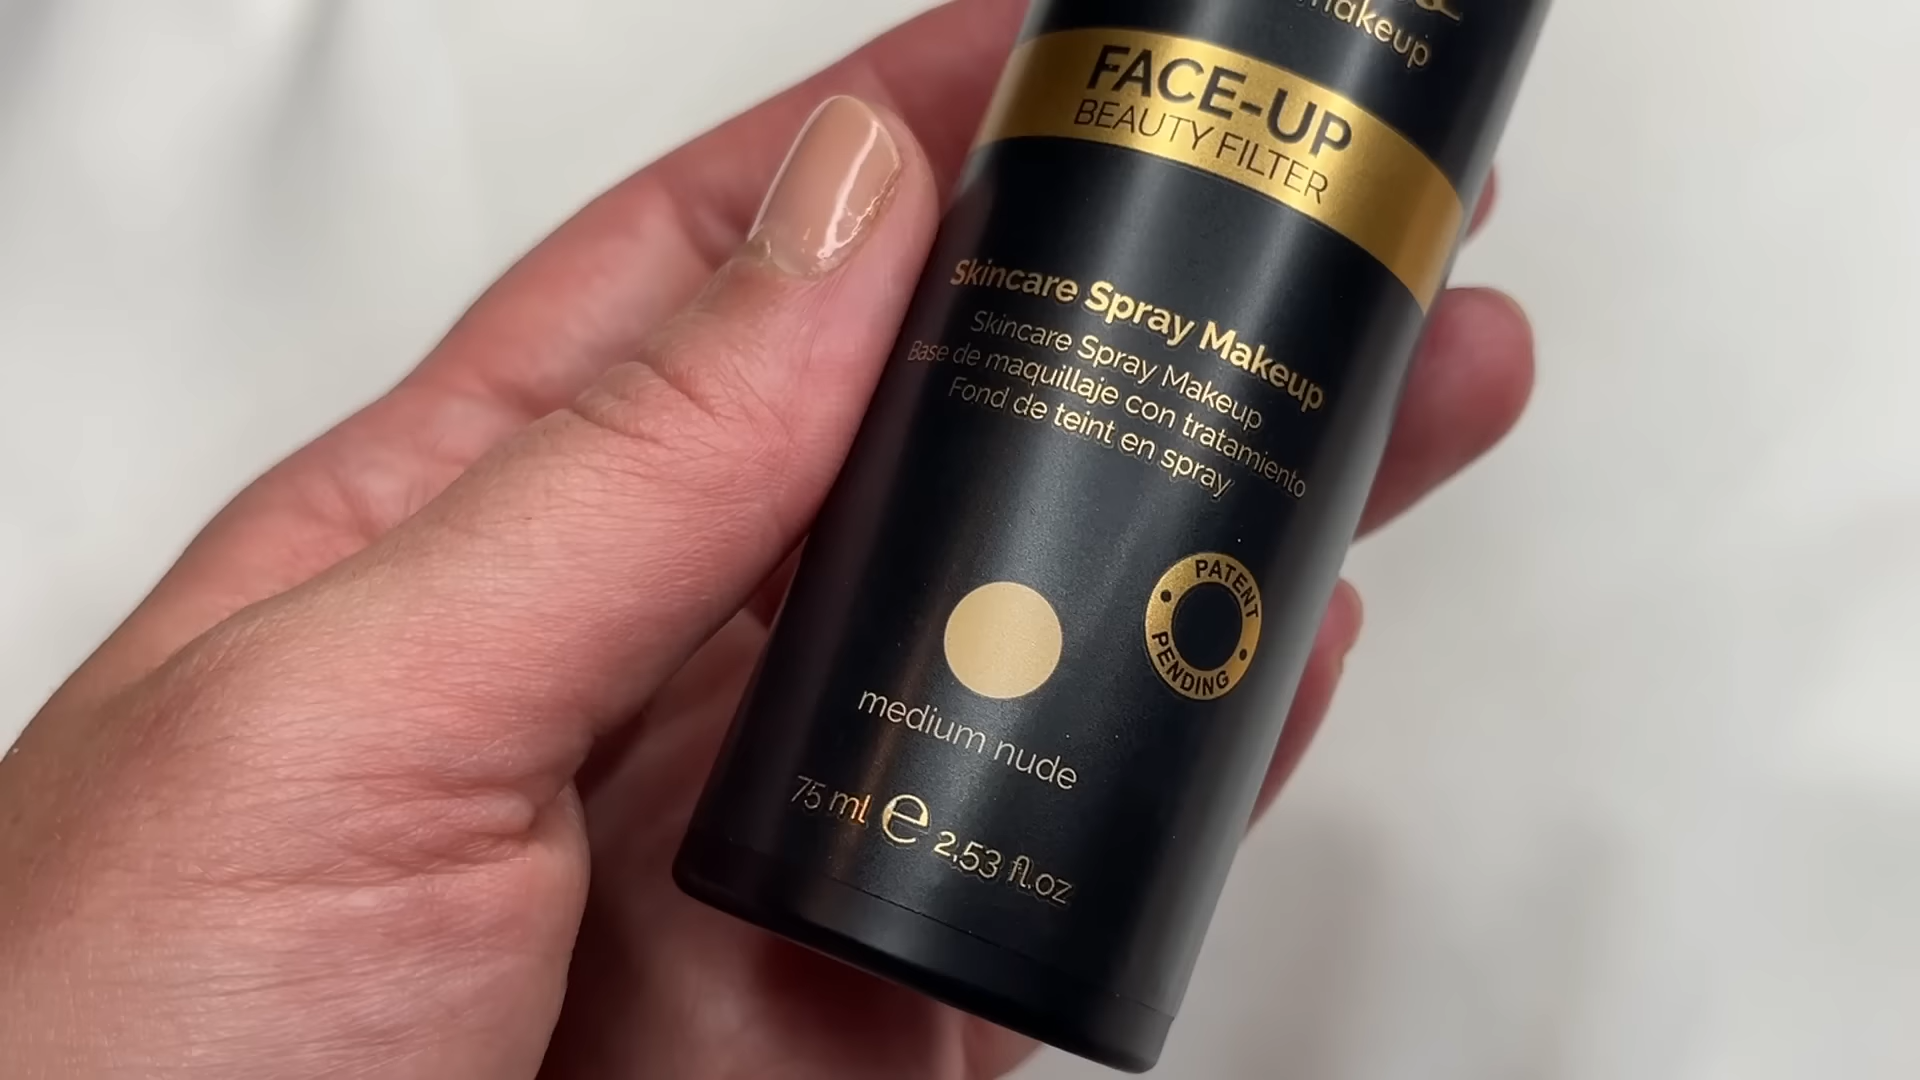 makeup
FACE-UP
BEAUTY FILTER
Skincare Spray Makeup
Skincare Spray Makeup
Base de maquillaje con tratamiento
Fond de teint en spray
PATENT
PENDING
medium nude
75 ml e 2,53 fl.oz